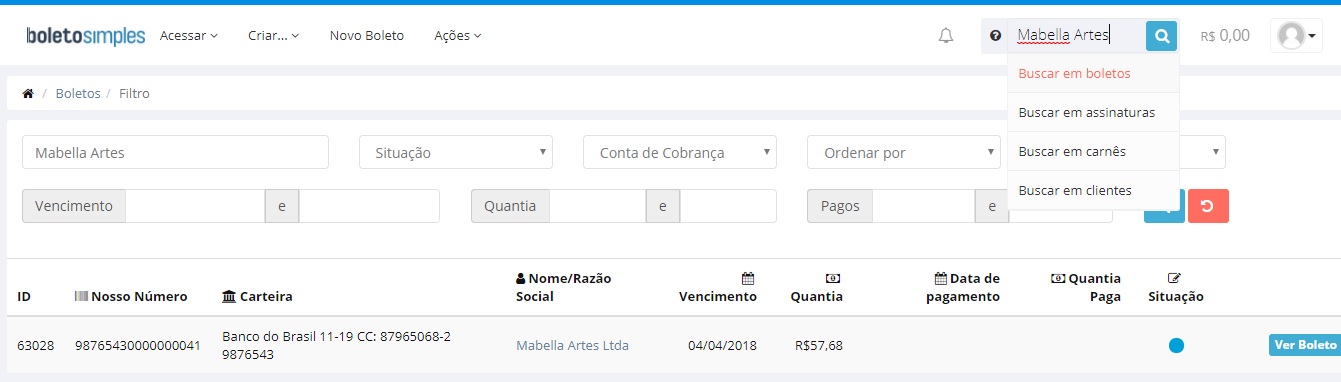 boletosimples Acessar Criar... Novo Boleto Ações Mabella Artes R$ 0,00
Buscar em boletos
Buscar em assinaturas
Buscar em carnês
Buscar em clientes
/ Boletos / Filtro
Mabella Artes Situação Conta de Cobrança Ordenar por
Vencimento e Quantia e Pagos e
ID Nosso Número Carteira Nome/Razão Social Vencimento Quantia Data de pagamento Quantia Paga Situação
63028 98765430000000041 Banco do Brasil 11-19 CC: 87965068-2 Mabella Artes Ltda 04/04/2018 R$57,68 Ver Boleto
9876543